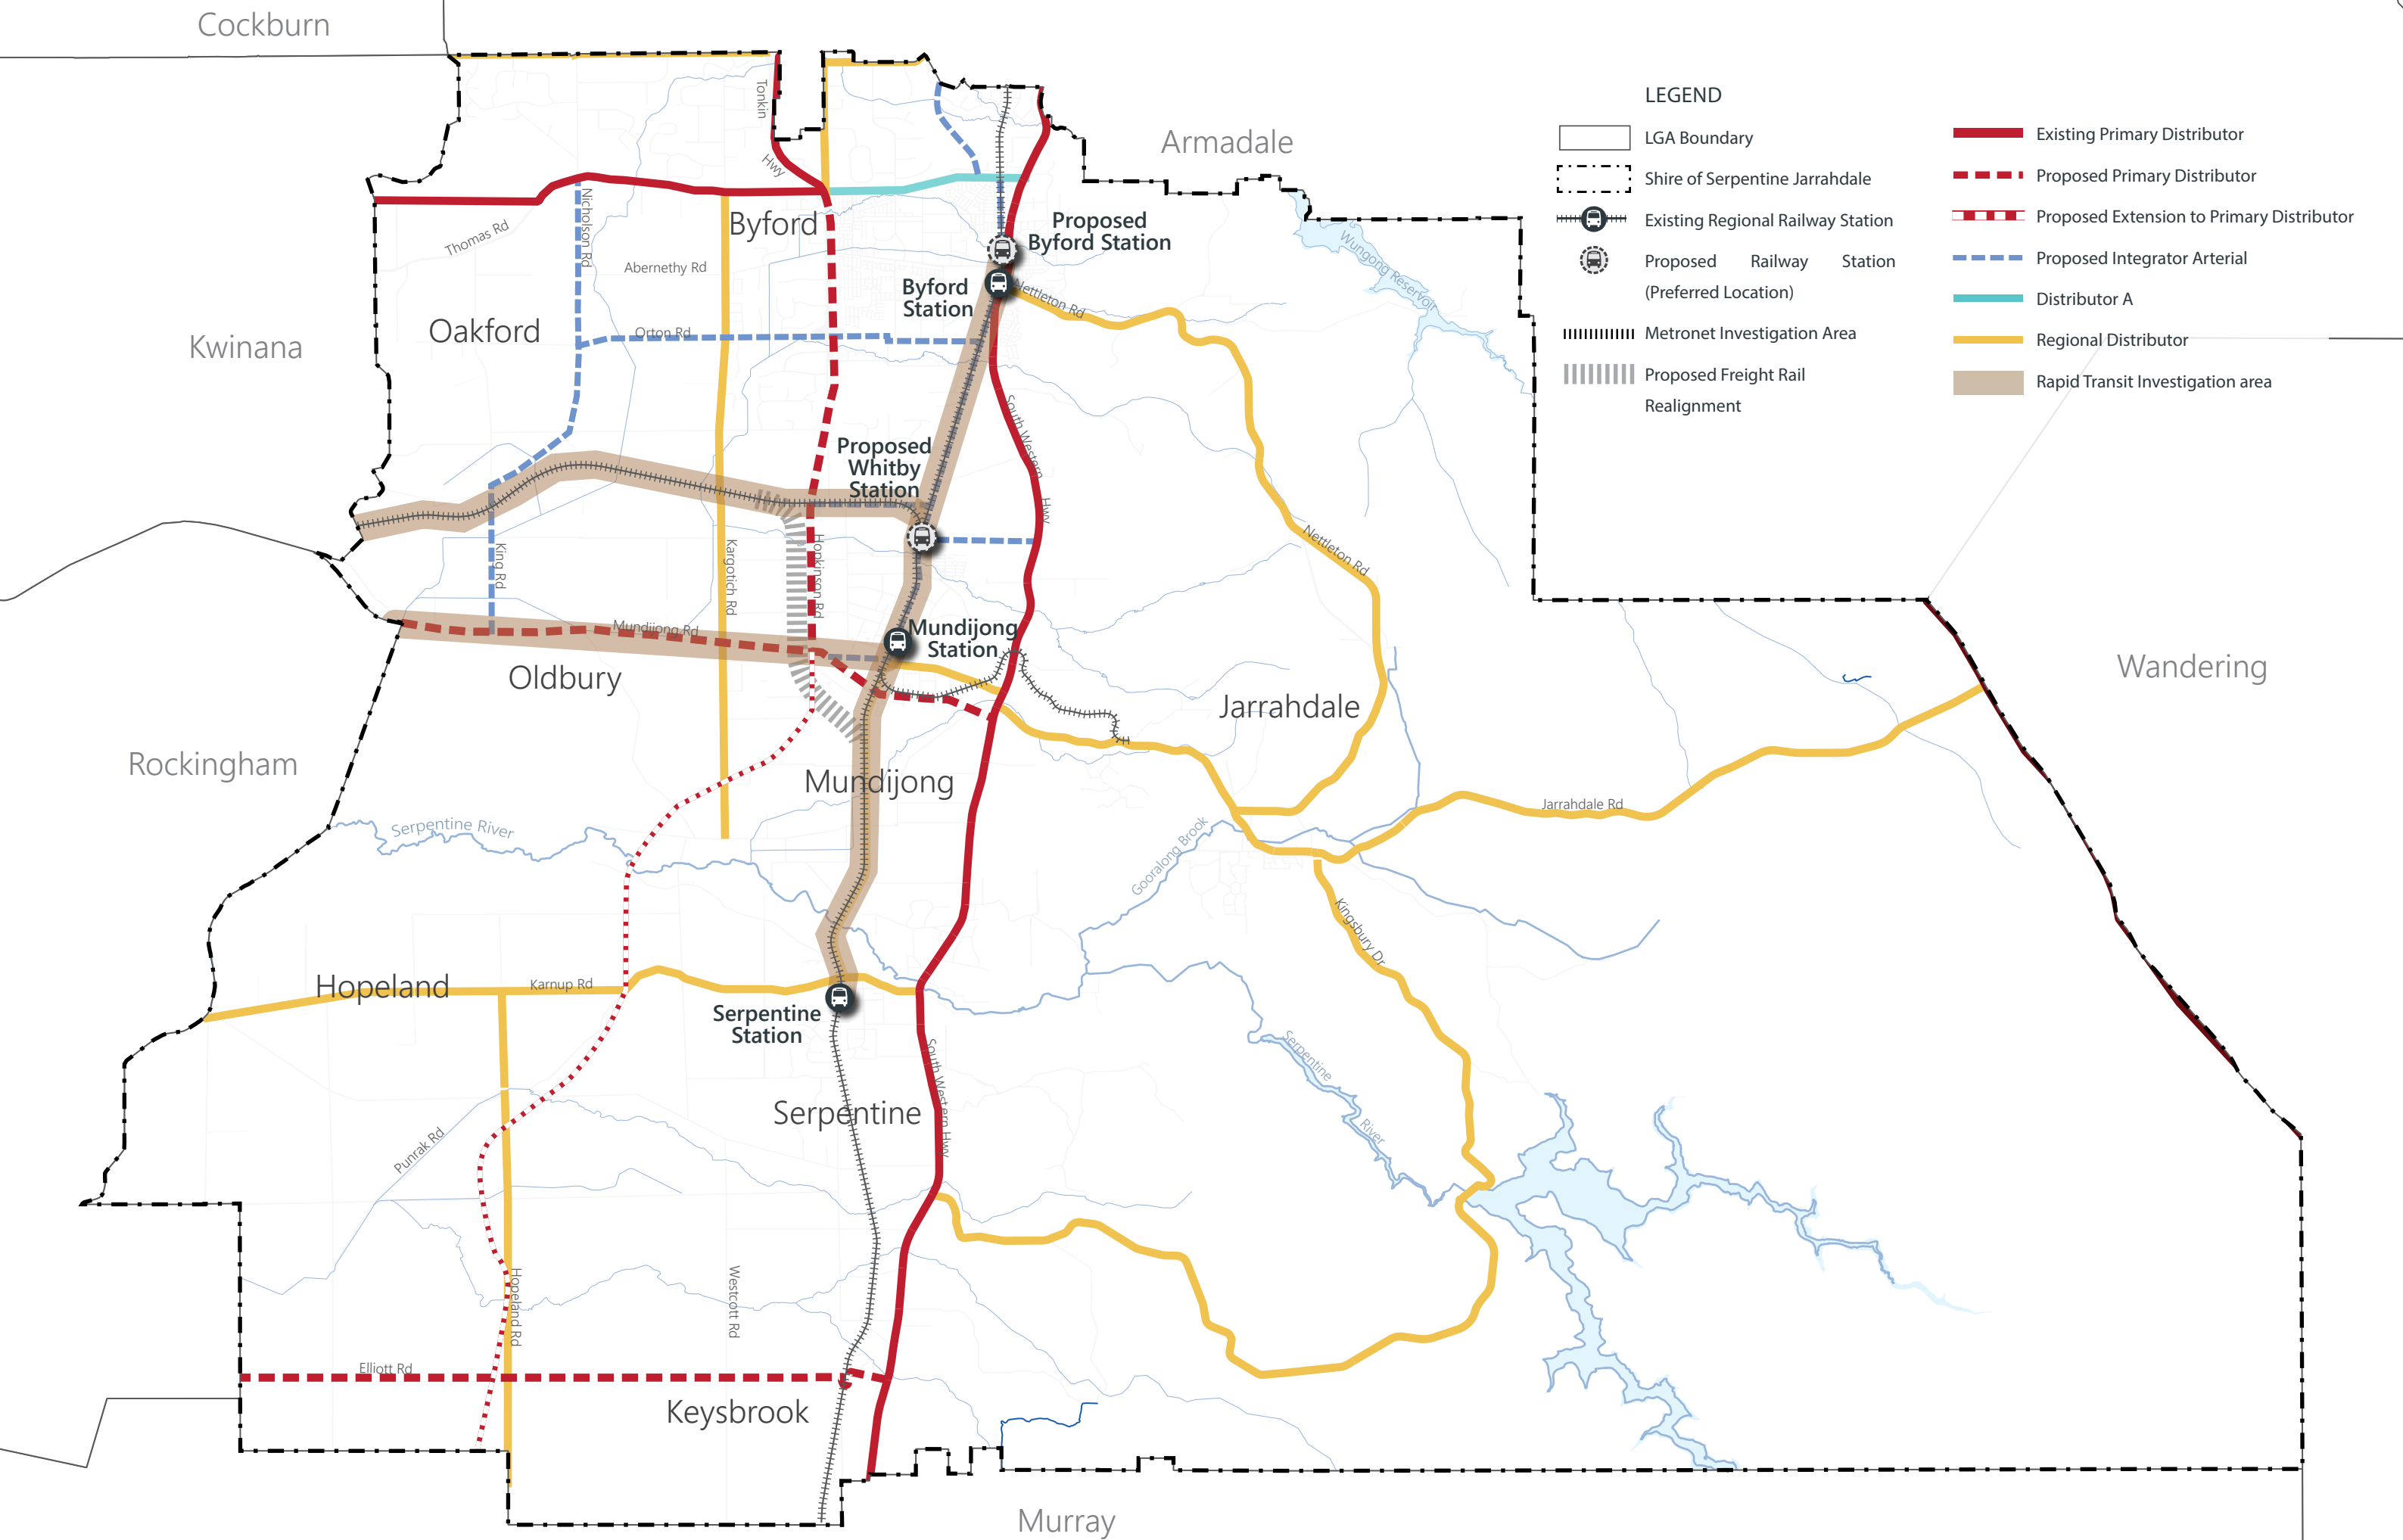 Cockburn
Armadale
Kwinana
Rockingham
Wandering
Murray
LEGEND
LGA Boundary
Shire of Serpentine Jarrahdale
Existing Regional Railway Station
Proposed Railway Station
(Preferred Location)
Metronet Investigation Area
Proposed Freight Rail
Realignment
Existing Primary Distributor
Proposed Primary Distributor
Proposed Extension to Primary Distributor
Proposed Integrator Arterial
Distributor A
Regional Distributor
Rapid Transit Investigation area
Tonkin
Hwy
Thomas Rd
Nicholson Rd
Byford
Abernethy Rd
Proposed
Byford Station
Byford
Station
Nettleton Rd
Wungong Reservoir
Oakford
Orton Rd
South Western
Hwy
Proposed
Whitby
Station
Nettleton Rd
King Rd
Kargotich Rd
Hopkinson Rd
Mundijong Rd
Mundijong
Station
Oldbury
Jarrahdale
Mundijong
Jarrahdale Rd
Serpentine River
Gooralong Brook
Kingsbury Dr
Hopeland
Karnup Rd
Serpentine
Station
South Western Hwy
Serpentine
River
Serpentine
Punrak Rd
Hopeland Rd
Westcott Rd
Elliott Rd
Keysbrook